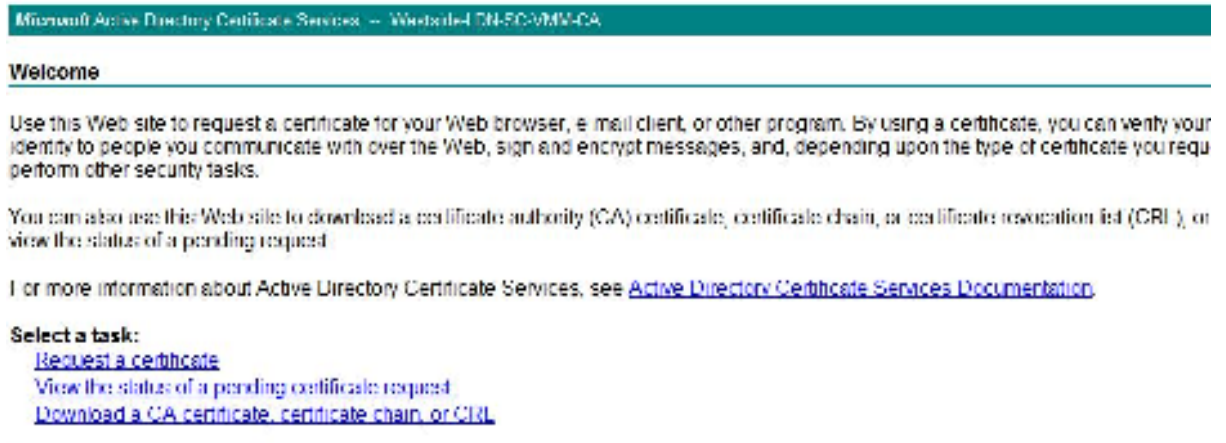 Microsoft Active Directory Certificate Services -- Westside-LDN-SC-VMM-CA
Welcome
Use this Web site to request a certificate for your Web browser, e-mail client, or other program. By using a certificate, you can verify your
identity to people you communicate with over the Web, sign and encrypt messages, and, depending upon the type of certificate you requ
perform other security tasks.
You can also use this Web site to download a certificate authority (CA) certificate, certificate chain, or certificate revocation list (CRL), or
view the status of a pending request.
For more information about Active Directory Certificate Services, see Active Directory Certificate Services Documentation.
Select a task:
Request a certificate
View the status of a pending certificate request
Download a CA certificate, certificate chain, or CRL